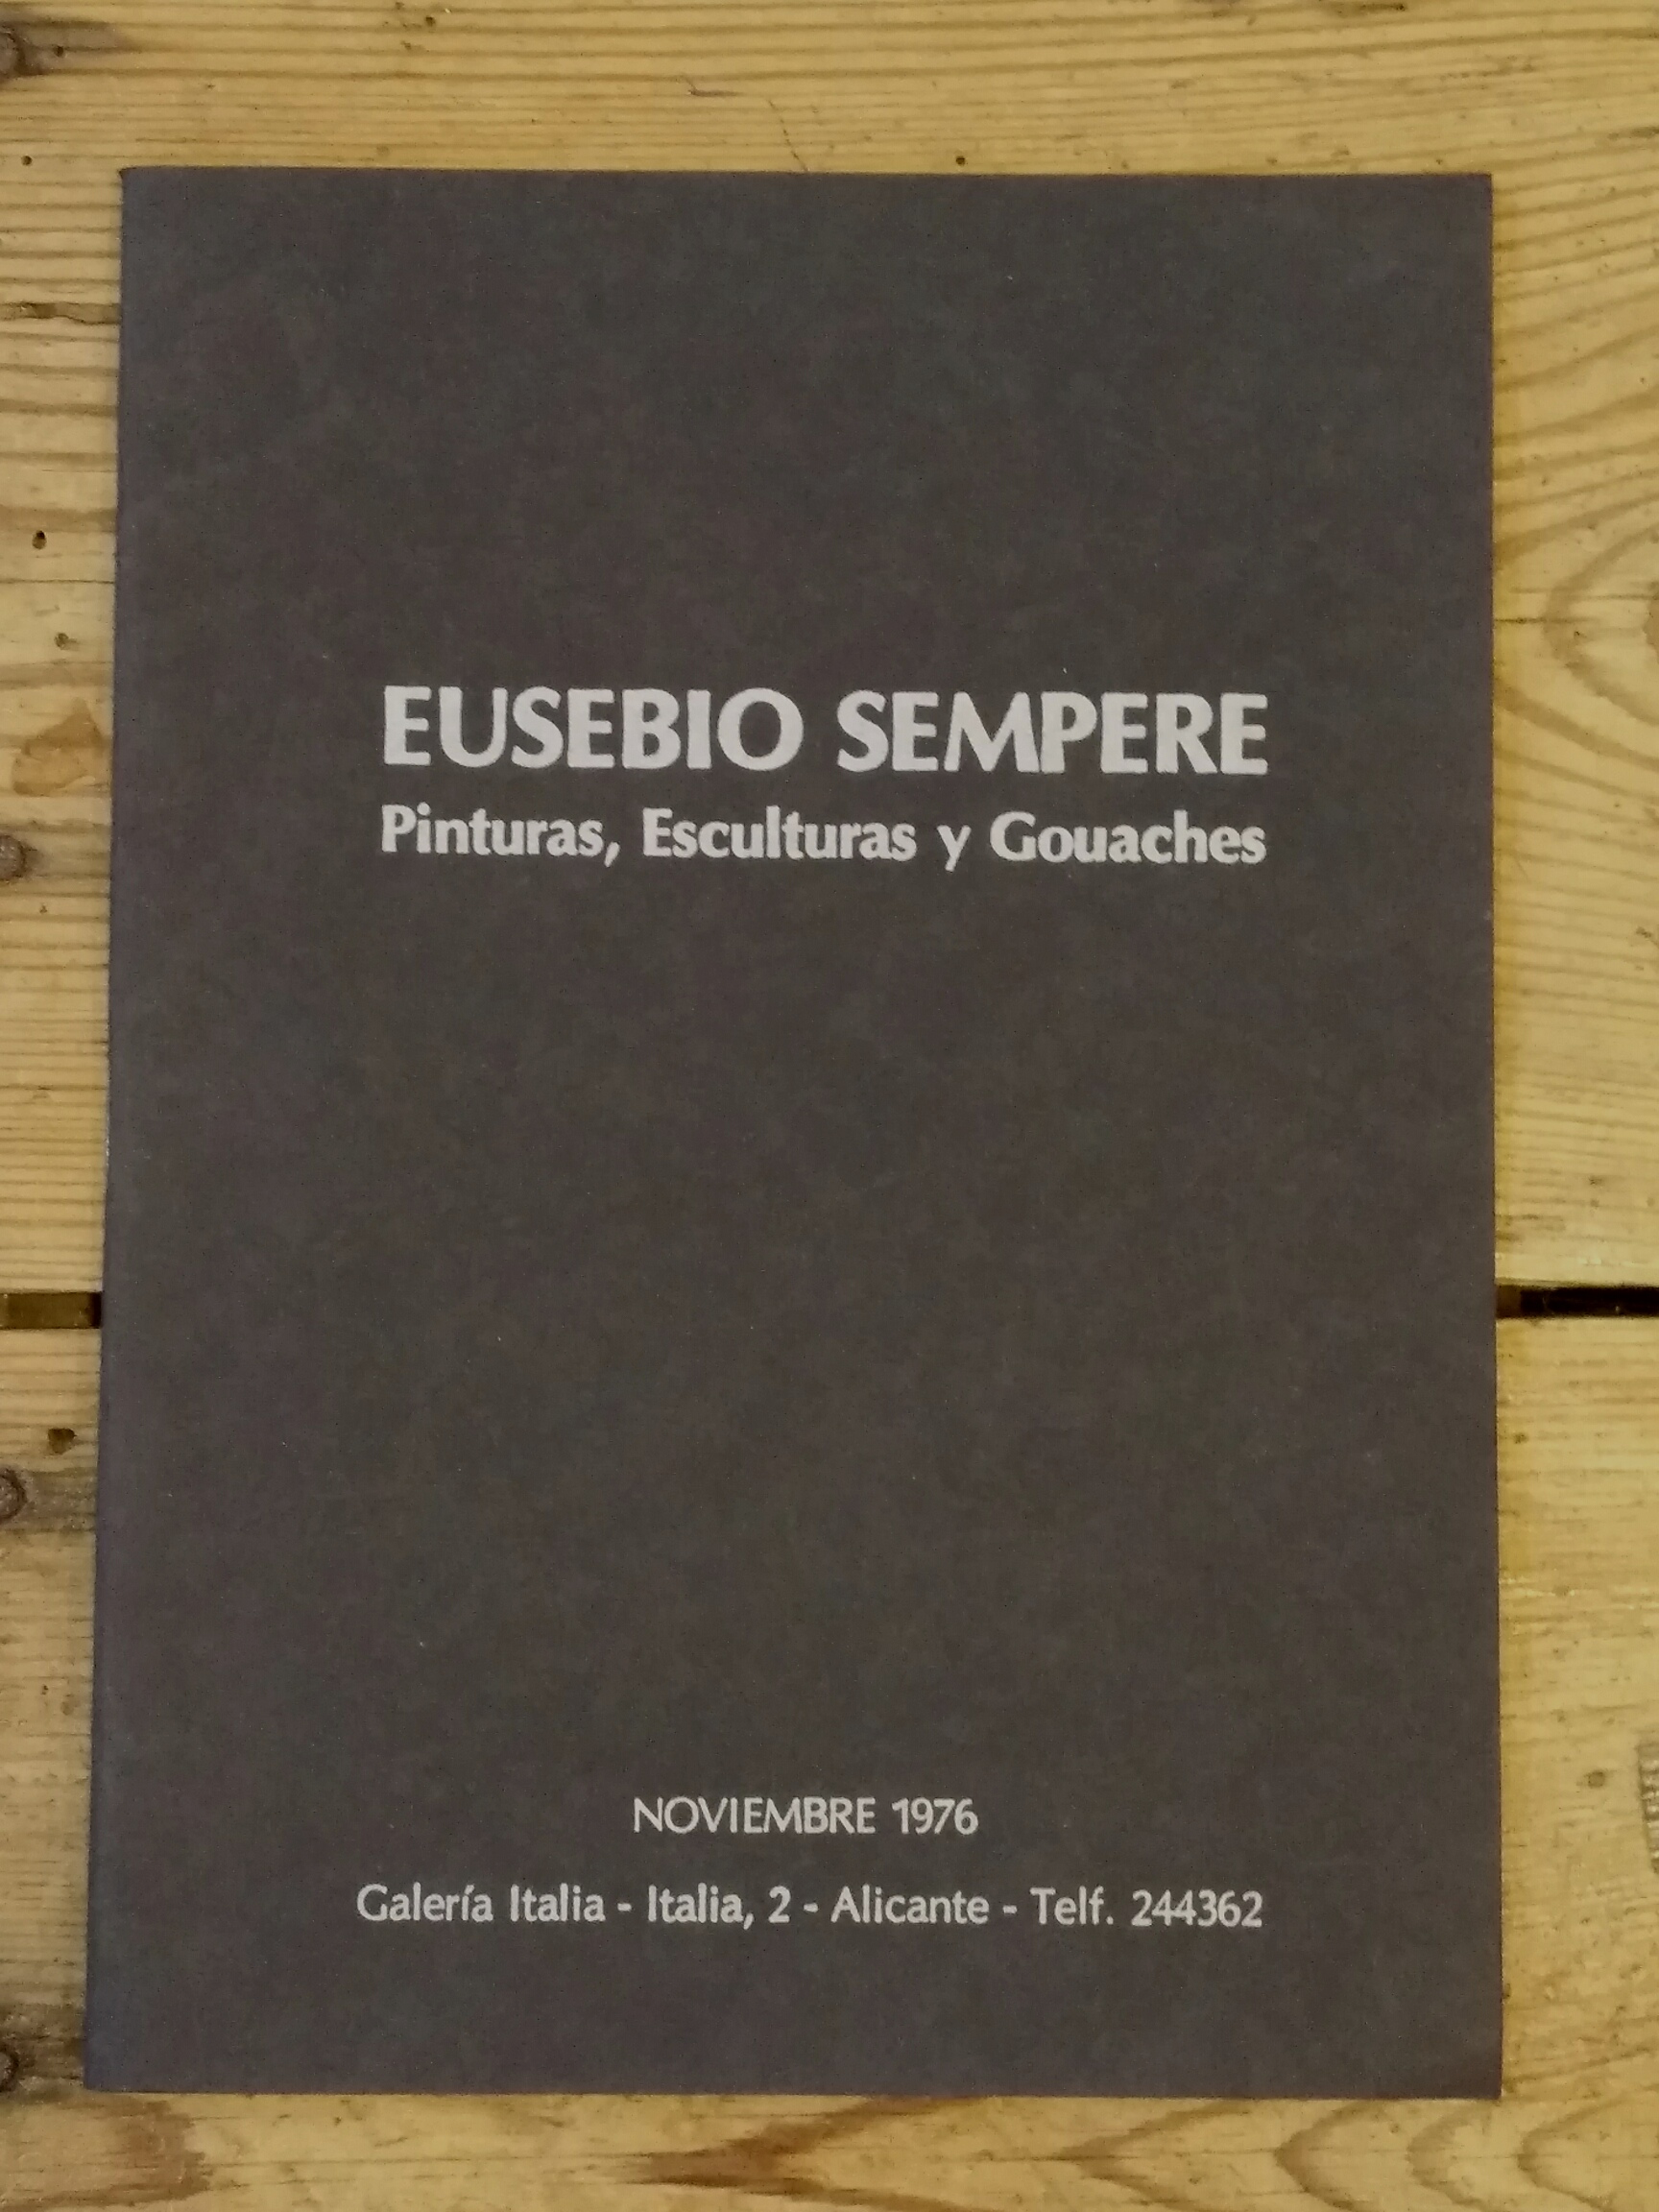 EUSEBIO SEMPERE
Pinturas, Esculturas y Gouaches
NOVIEMBRE 1976
Galería Italia - Italia, 2 - Alicante - Telf. 244362